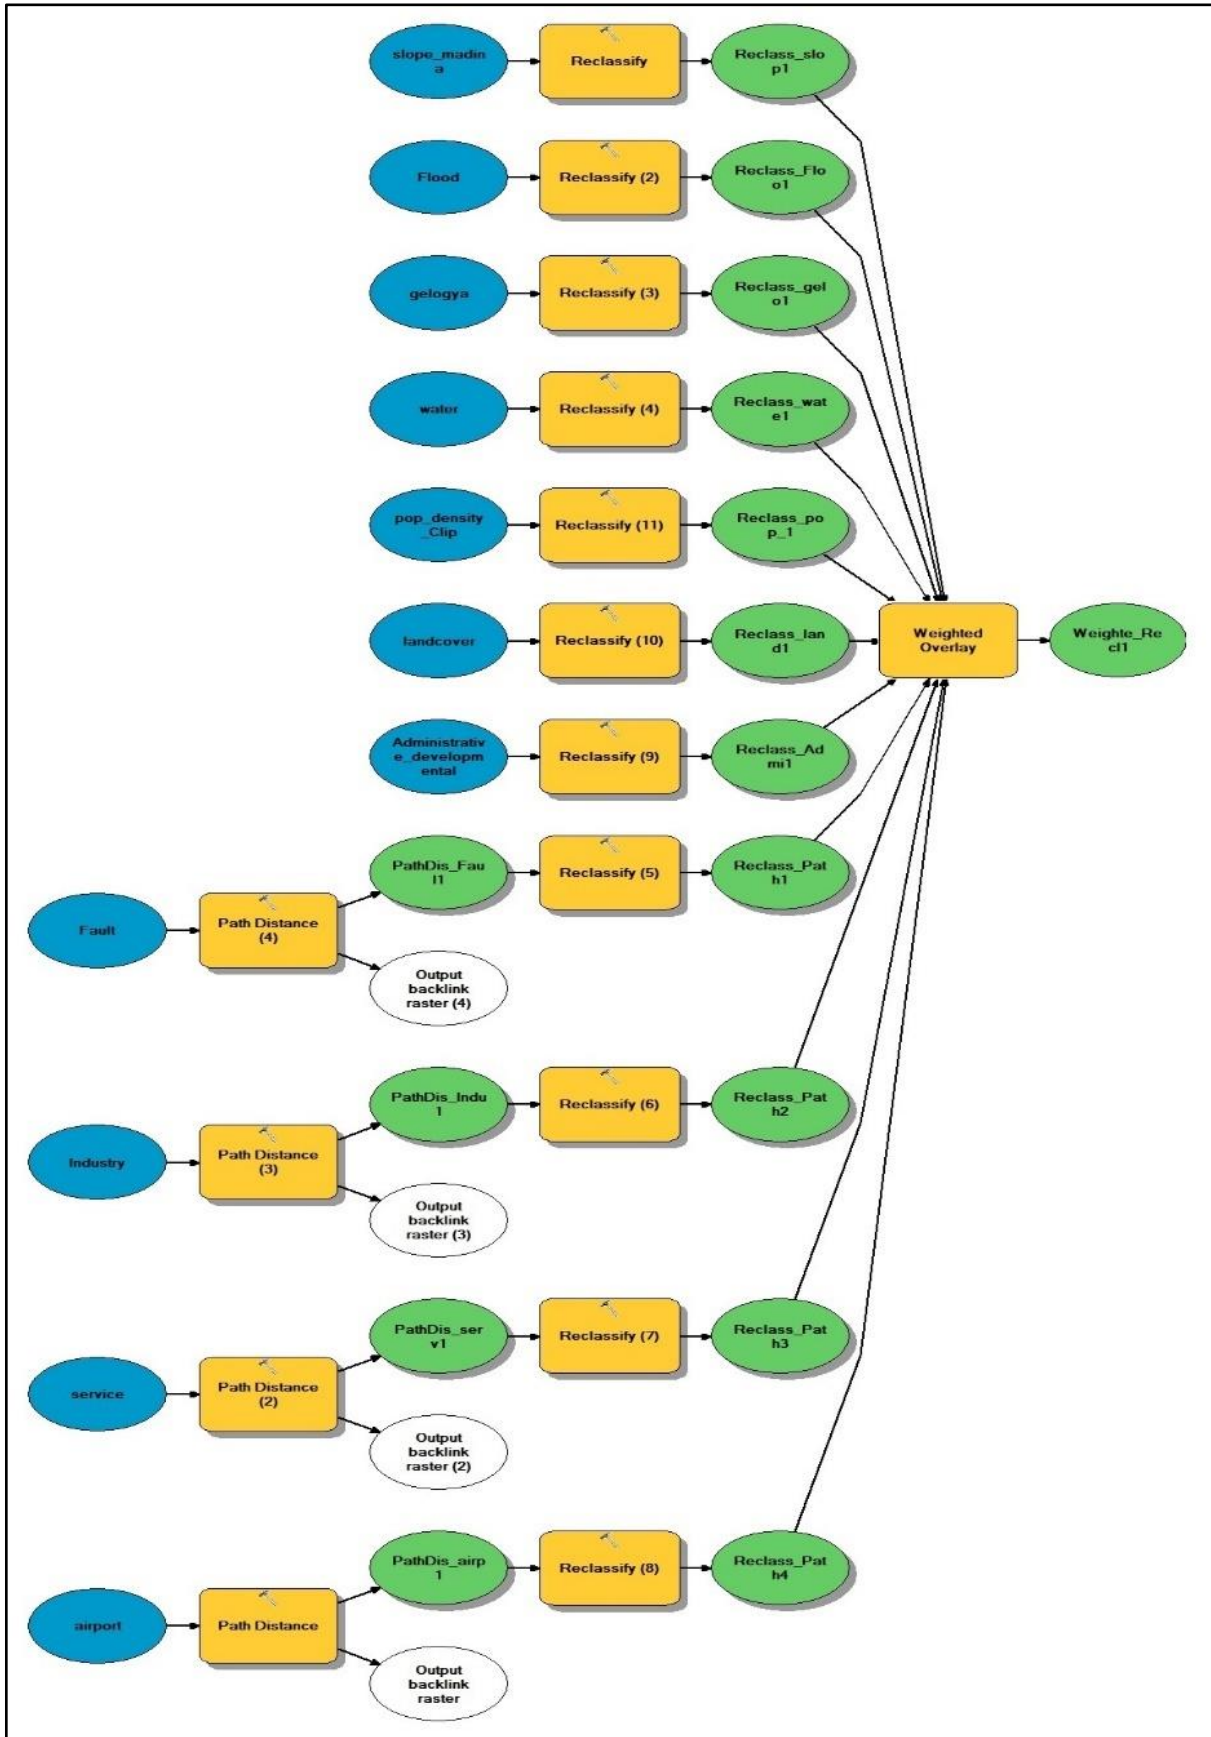 slope_madin
a
Reclassify
Reclass_slo
p1
Flood
Reclassify (2)
Reclass_Flo
o1
gelogya
Reclassify (3)
Reclass_gel
o1
water
Reclassify (4)
Reclass_wat
e1
pop_density
_Clip
Reclassify (11)
Reclass_po
p_1
landcover
Reclassify (10)
Reclass_lan
d1
Weighted
Overlay
Weighte_Re
cl1
Administrativ
e_developm
ental
Reclassify (9)
Reclass_Ad
mi1
PathDis_Fau
l1
Reclassify (5)
Reclass_Pat
h1
Fault
Path Distance
(4)
Output
backlink
raster (4)
PathDis_Indu
1
Reclassify (6)
Reclass_Pat
h2
Industry
Path Distance
(3)
Output
backlink
raster (3)
PathDis_ser
v1
Reclassify (7)
Reclass_Pat
h3
service
Path Distance
(2)
Output
backlink
raster (2)
PathDis_airp
1
Reclassify (8)
Reclass_Pat
h4
airport
Path Distance
Output
backlink
raster